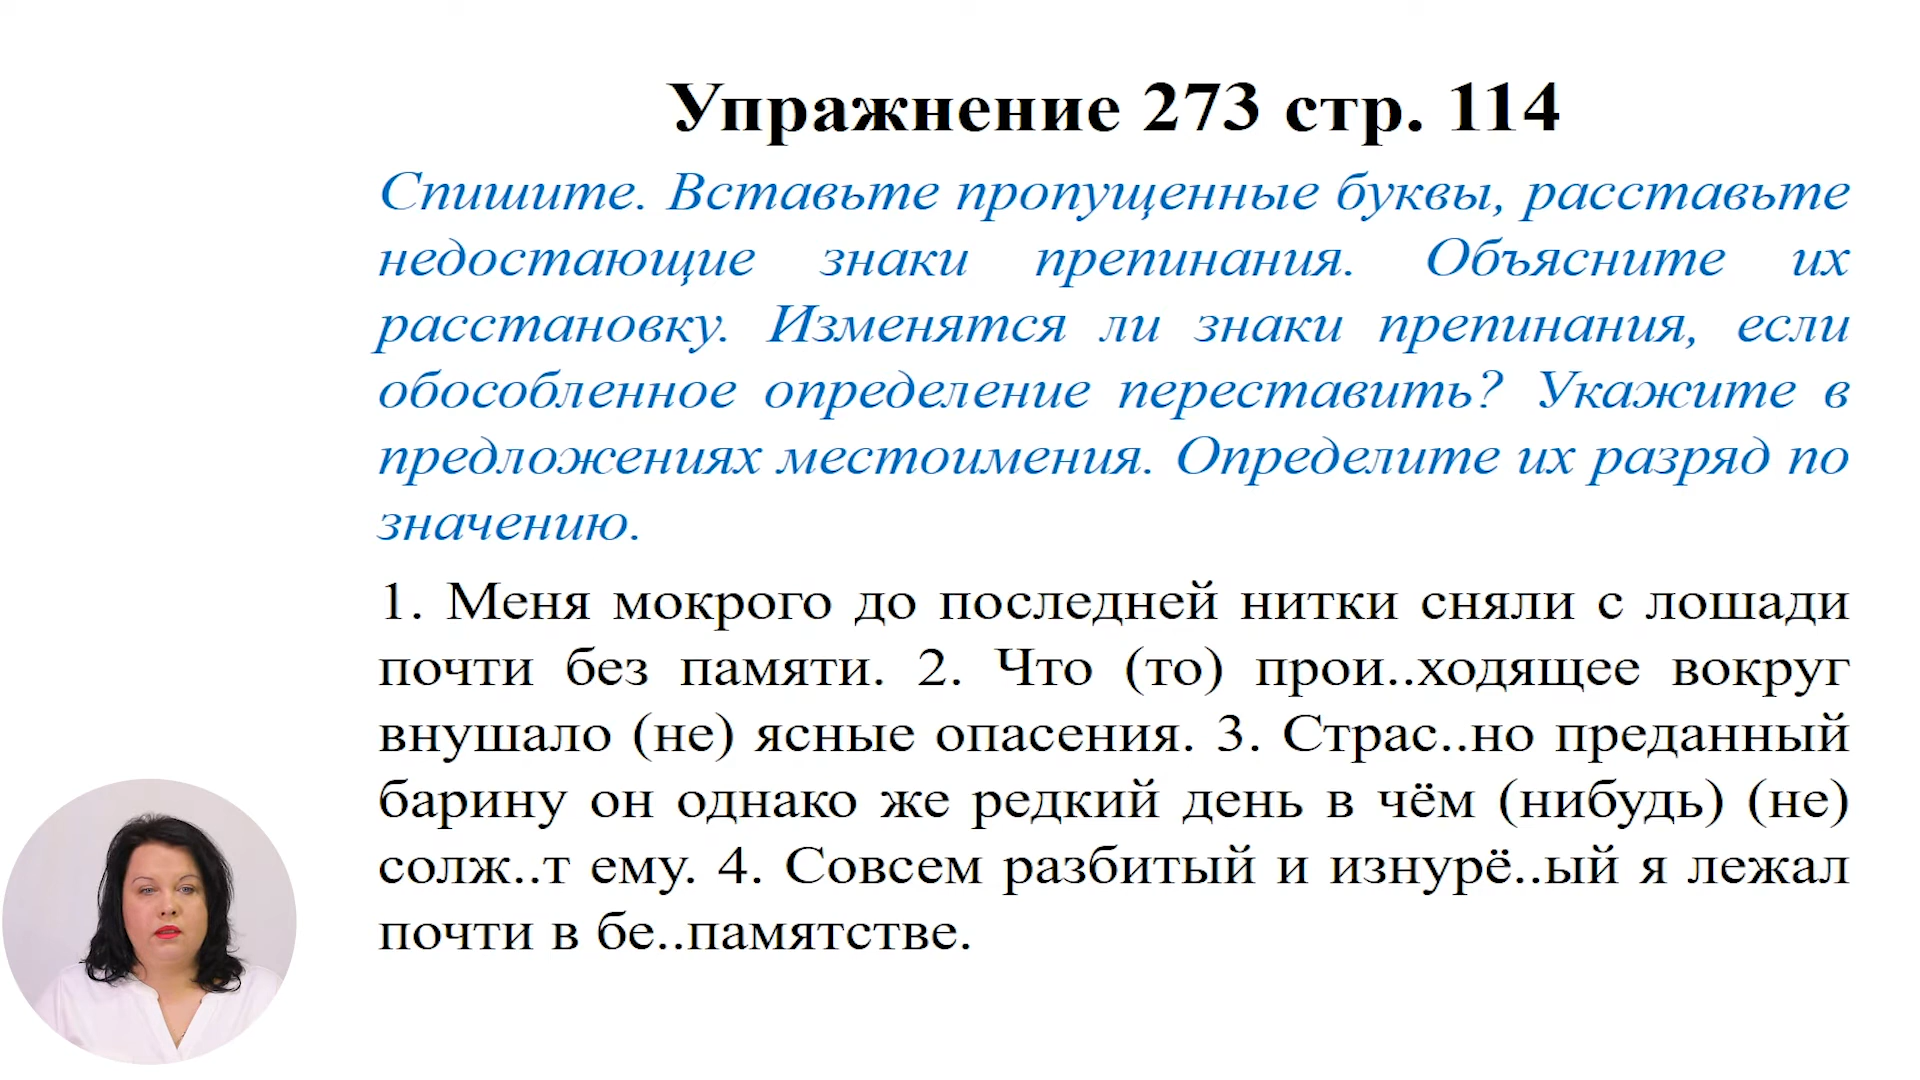 Упражнение 273 стр. 114
Спишите. Вставьте пропущенные буквы, расставьте
недостающие знаки препинания. Объясните их
расстановку. Изменятся ли знаки препинания, если
обособленное определение переставить? Укажите в
предложениях местоимения. Определите их разряд по
значению.
1. Меня мокрого до последней нитки сняли с лошади
почти без памяти. 2. Что (то) прои..ходящее вокруг
внушало (не) ясные опасения. 3. Страс..но преданный
барину он однако же редкий день в чём (нибудь) (не)
солж..т ему. 4. Совсем разбитый и изнурё..ый я лежал
почти в бе..памятстве.